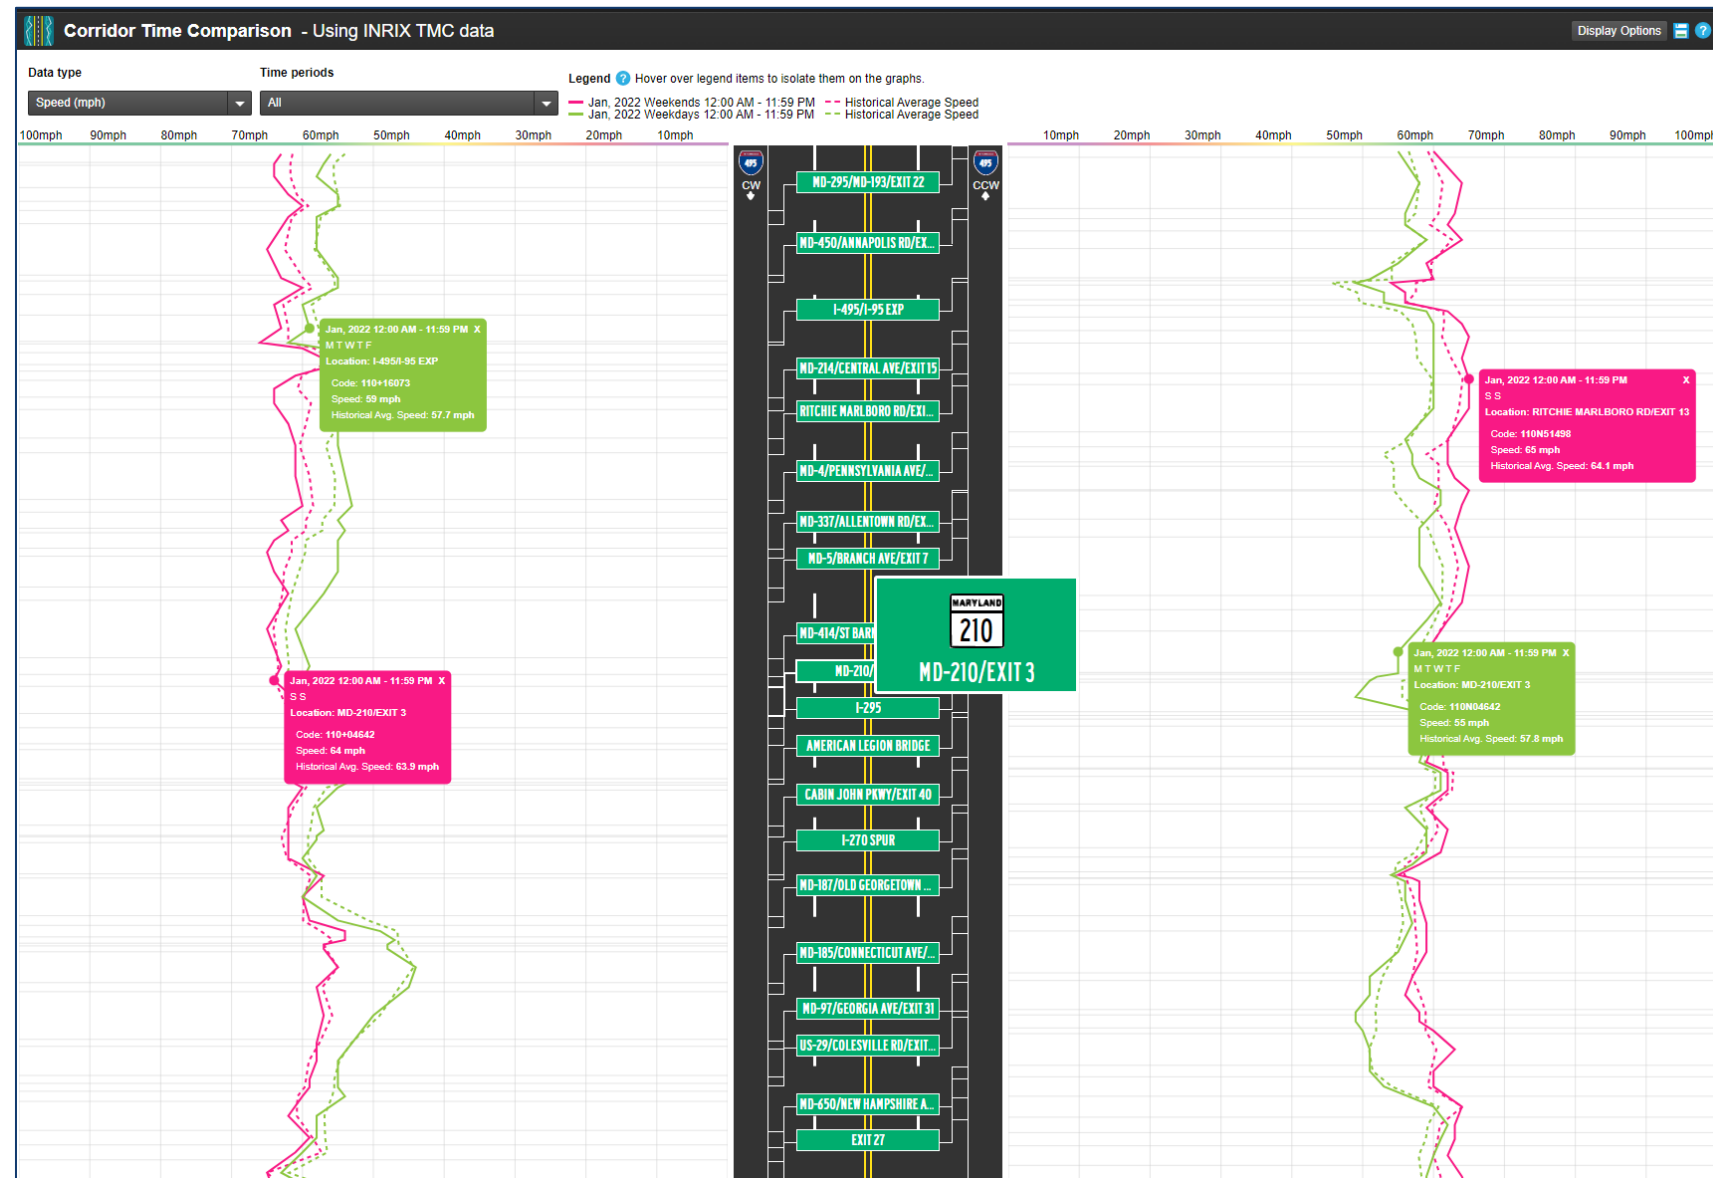 Corridor Time Comparison - Using INRIX TMC data
Display Options
?
Data type
Time periods
Speed (mph)
All
Legend ? Hover over legend items to isolate them on the graphs.
Jan, 2022 Weekends 12:00 AM - 11:59 PM Historical Average Speed
Jan, 2022 Weekdays 12:00 AM - 11:59 PM Historical Average Speed
100mph 90mph 80mph 70mph 60mph 50mph 40mph 30mph 20mph 10mph
10mph 20mph 30mph 40mph 50mph 60mph 70mph 80mph 90mph 100mph
495
CW
495
CCW
MD-295/MD-193/EXIT 22
MD-450/ANNAPOLIS RD/EX...
I-495/I-95 EXP
MD-214/CENTRAL AVE/EXIT 15
RITCHIE MARLBORO RD/EXI...
MD-4/PENNSYLVANIA AVE/...
MD-337/ALLENTOWN RD/EX...
MD-5/BRANCH AVE/EXIT 7
MD-414/ST BAR
MD-210/
I-295
AMERICAN LEGION BRIDGE
CABIN JOHN PKWY/EXIT 40
I-270 SPUR
MD-187/OLD GEORGETOWN ...
MD-185/CONNECTICUT AVE/...
MD-97/GEORGIA AVE/EXIT 31
US-29/COLESVILLE RD/EXIT...
MD-650/NEW HAMPSHIRE A...
EXIT 27
MARYLAND
210
MD-210/EXIT 3
Jan, 2022 12:00 AM - 11:59 PM X
M T W T F
Location: I-495/I-95 EXP
Code: 110+16073
Speed: 59 mph
Historical Avg. Speed: 57.7 mph
Jan, 2022 12:00 AM - 11:59 PM X
S S
Location: MD-210/EXIT 3
Code: 110+04642
Speed: 64 mph
Historical Avg. Speed: 63.9 mph
Jan, 2022 12:00 AM - 11:59 PM X
S S
Location: RITCHIE MARLBORO RD/EXIT 13
Code: 110N51498
Speed: 65 mph
Historical Avg. Speed: 64.1 mph
Jan, 2022 12:00 AM - 11:59 PM X
M T W T F
Location: MD-210/EXIT 3
Code: 110N04642
Speed: 55 mph
Historical Avg. Speed: 57.8 mph